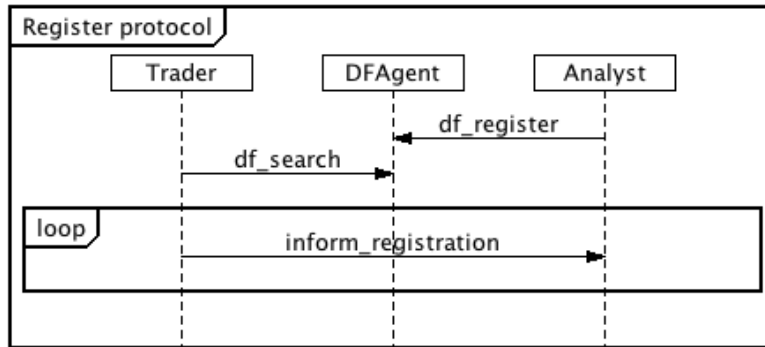 Register protocol
Trader
DFAgent
Analyst
df_register
df_search
loop
inform_registration